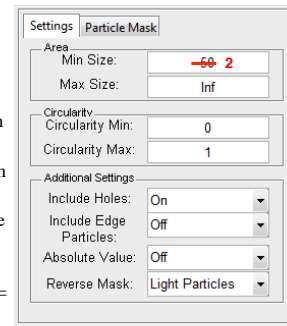 Settings Particle Mask
Area
Min Size: 50 2
Max Size: Inf
Circularity
Circularity Min: 0
Circularity Max: 1
Additional Settings
Include Holes: On
Include Edge Particles: Off
Absolute Value: Off
Reverse Mask: Light Particles
n
n
e
=